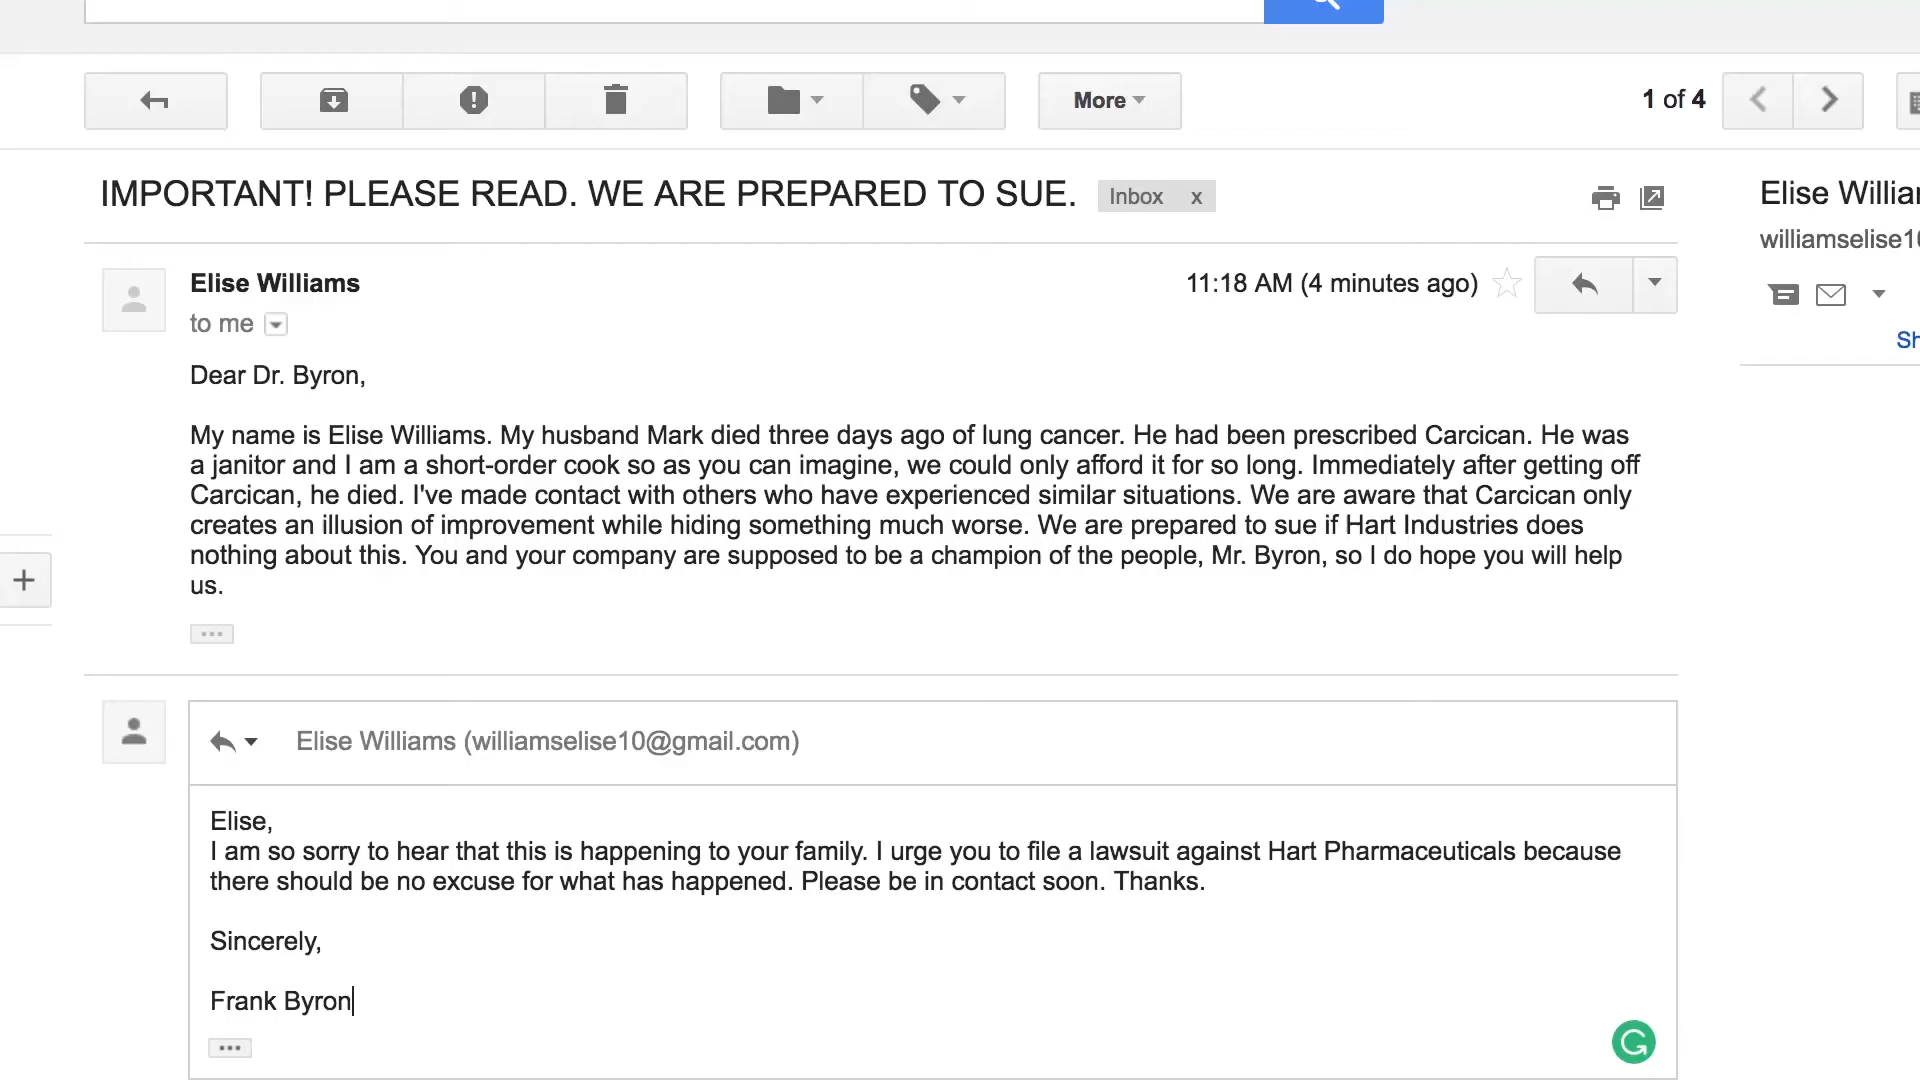 More
1 of 4
IMPORTANT! PLEASE READ. WE ARE PREPARED TO SUE.
Inbox x
Elise Williams
11:18 AM (4 minutes ago)
to me
Dear Dr. Byron,
My name is Elise Williams. My husband Mark died three days ago of lung cancer. He had been prescribed Carcican. He was
a janitor and I am a short-order cook so as you can imagine, we could only afford it for so long. Immediately after getting off
Carcican, he died. I've made contact with others who have experienced similar situations. We are aware that Carcican only
creates an illusion of improvement while hiding something much worse. We are prepared to sue if Hart Industries does
nothing about this. You and your company are supposed to be a champion of the people, Mr. Byron, so I do hope you will help
us.
Elise Williams (williamselise10@gmail.com)
Elise,
I am so sorry to hear that this is happening to your family. I urge you to file a lawsuit against Hart Pharmaceuticals because
there should be no excuse for what has happened. Please be in contact soon. Thanks.
Sincerely,
Frank Byron
Elise